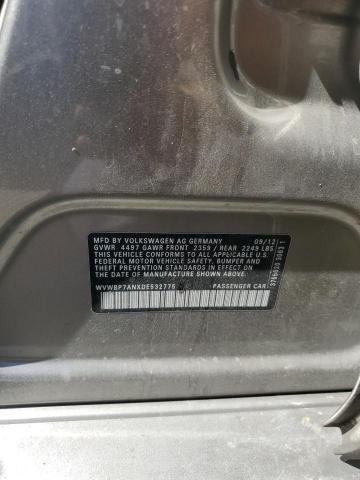 MFD BY VOLKSWAGEN AG GERMANY 09/12
GVWR 4497 GAWR FRONT 2359 / REAR 2249 LBS
THIS VEHICLE CONFORMS TO ALL APPLICABLE U.S.
FEDERAL MOTOR VEHICLE SAFETY, BUMPER AND
THEFT PREVENTION STANDARDS IN EFFECT ON THE
DATE OF MANUFACTURE SHOWN ABOVE.
WVWBP7ANXDE532776 PASSENGER CAR